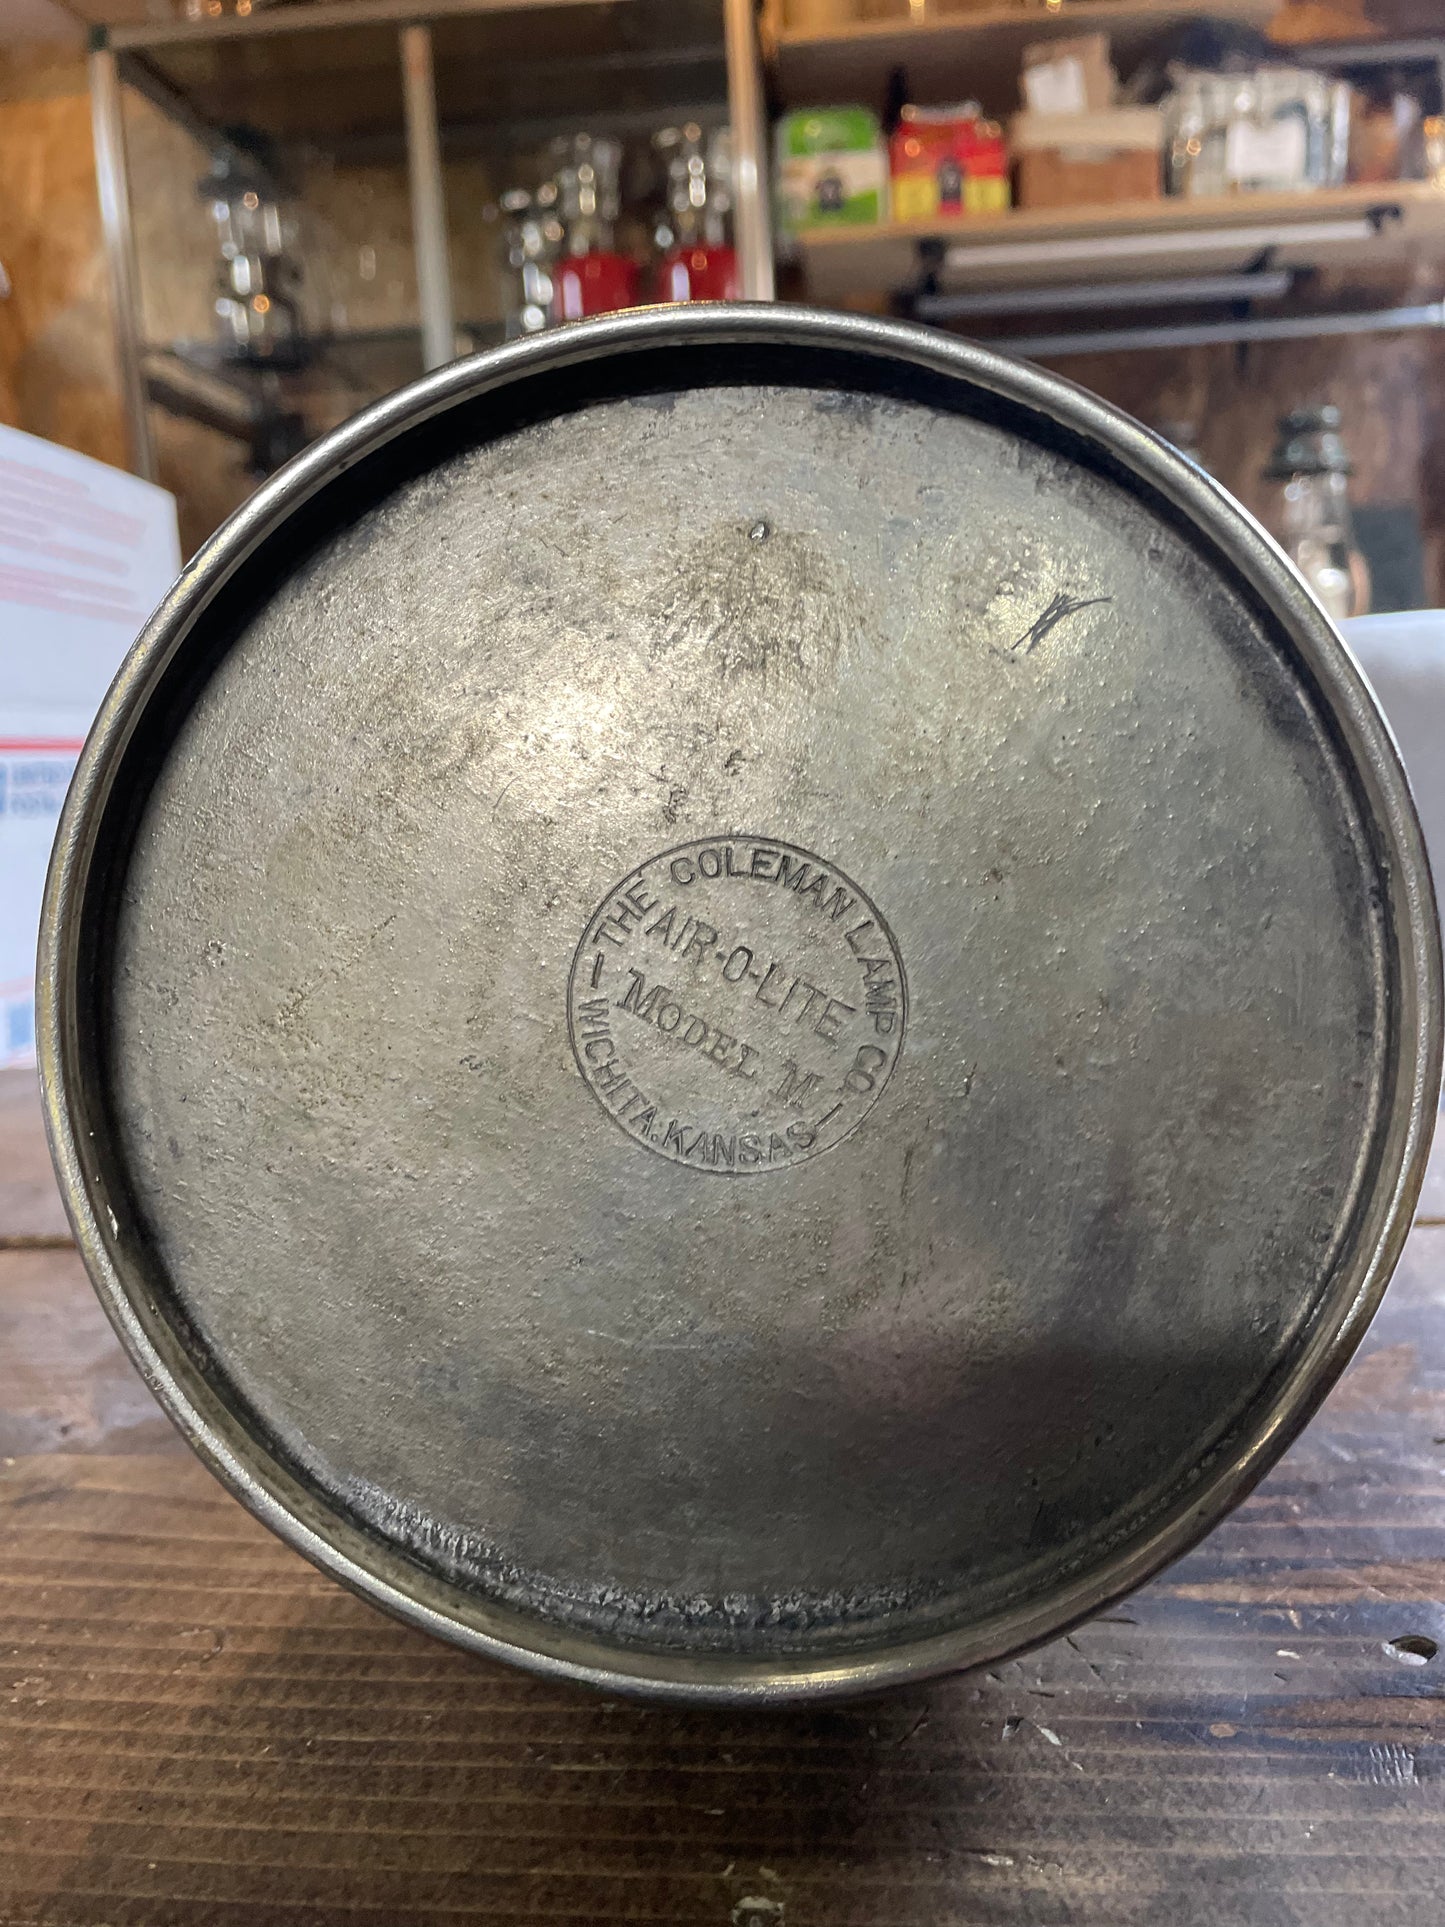 THE COLEMAN LAMP CO.
AIR-O-LITE
MODEL M
WICHITA, KANSAS